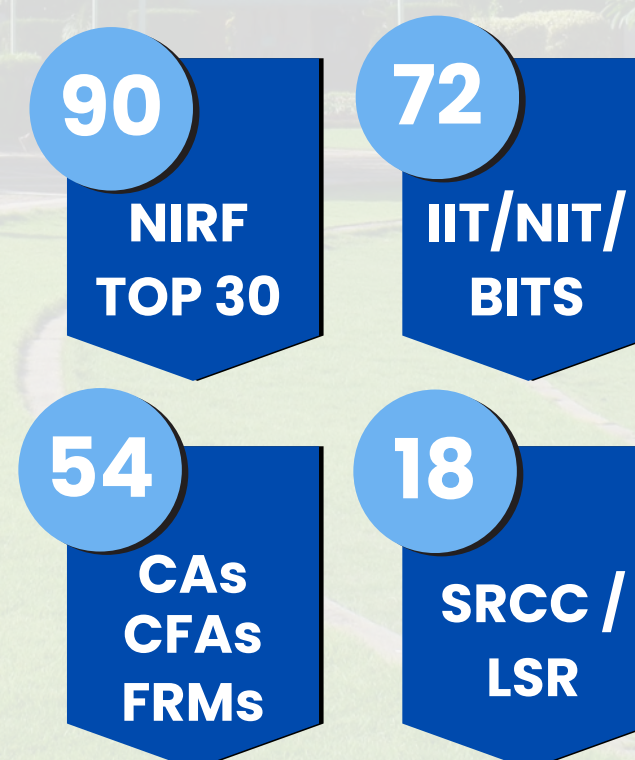 90
NIRF
TOP 30
72
IIT/NIT/
BITS
54
CAs
CFAs
FRMs
18
SRCC /
LSR